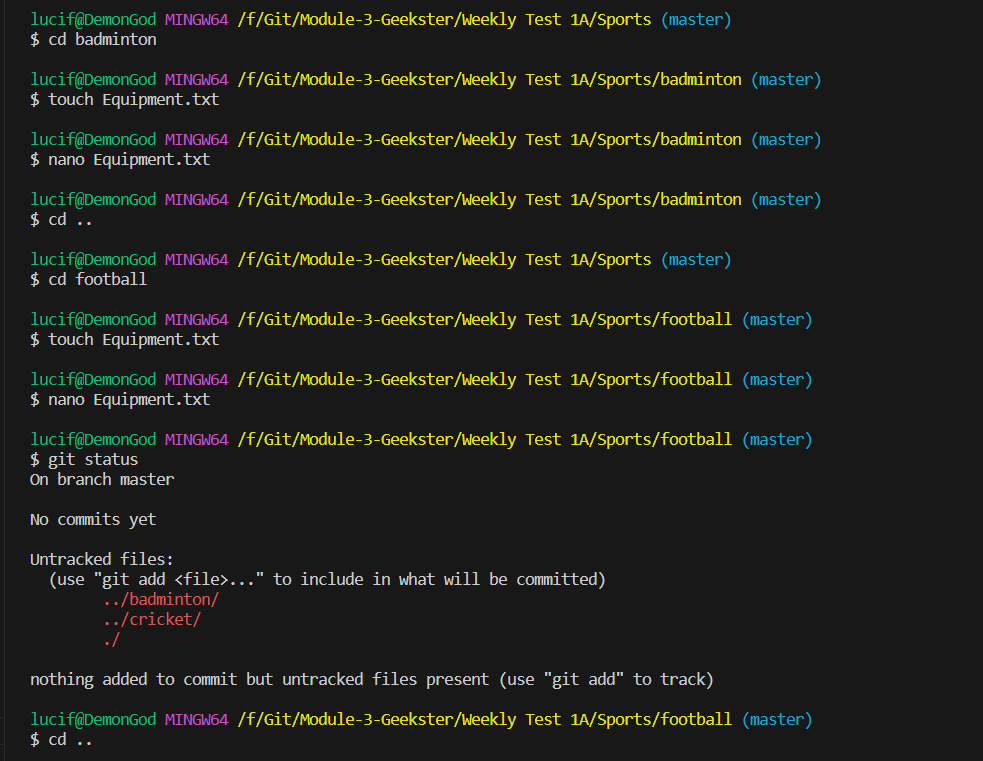 lucif@DemonGod MINGW64 /f/Git/Module-3-Geekster/Weekly Test 1A/Sports (master)
$ cd badminton
lucif@DemonGod MINGW64 /f/Git/Module-3-Geekster/Weekly Test 1A/Sports/badminton (master)
$ touch Equipment.txt
lucif@DemonGod MINGW64 /f/Git/Module-3-Geekster/Weekly Test 1A/Sports/badminton (master)
$ nano Equipment.txt
lucif@DemonGod MINGW64 /f/Git/Module-3-Geekster/Weekly Test 1A/Sports/badminton (master)
$ cd ..
lucif@DemonGod MINGW64 /f/Git/Module-3-Geekster/Weekly Test 1A/Sports (master)
$ cd football
lucif@DemonGod MINGW64 /f/Git/Module-3-Geekster/Weekly Test 1A/Sports/football (master)
$ touch Equipment.txt
lucif@DemonGod MINGW64 /f/Git/Module-3-Geekster/Weekly Test 1A/Sports/football (master)
$ nano Equipment.txt
lucif@DemonGod MINGW64 /f/Git/Module-3-Geekster/Weekly Test 1A/Sports/football (master)
$ git status
On branch master
No commits yet
Untracked files:
  (use "git add <file>..." to include in what will be committed)
        ../badminton/
        ../cricket/
        ./
nothing added to commit but untracked files present (use "git add" to track)
lucif@DemonGod MINGW64 /f/Git/Module-3-Geekster/Weekly Test 1A/Sports/football (master)
$ cd ..